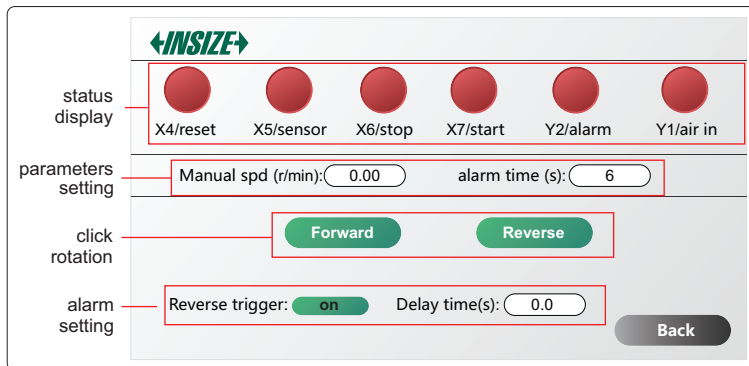 INSIZE
status
display
X4/reset X5/sensor X6/stop X7/start Y2/alarm Y1/air in
parameters
setting
Manual spd (r/min): 0.00 alarm time (s): 6
click
rotation
Forward Reverse
alarm
setting
Reverse trigger: on Delay time(s): 0.0
Back